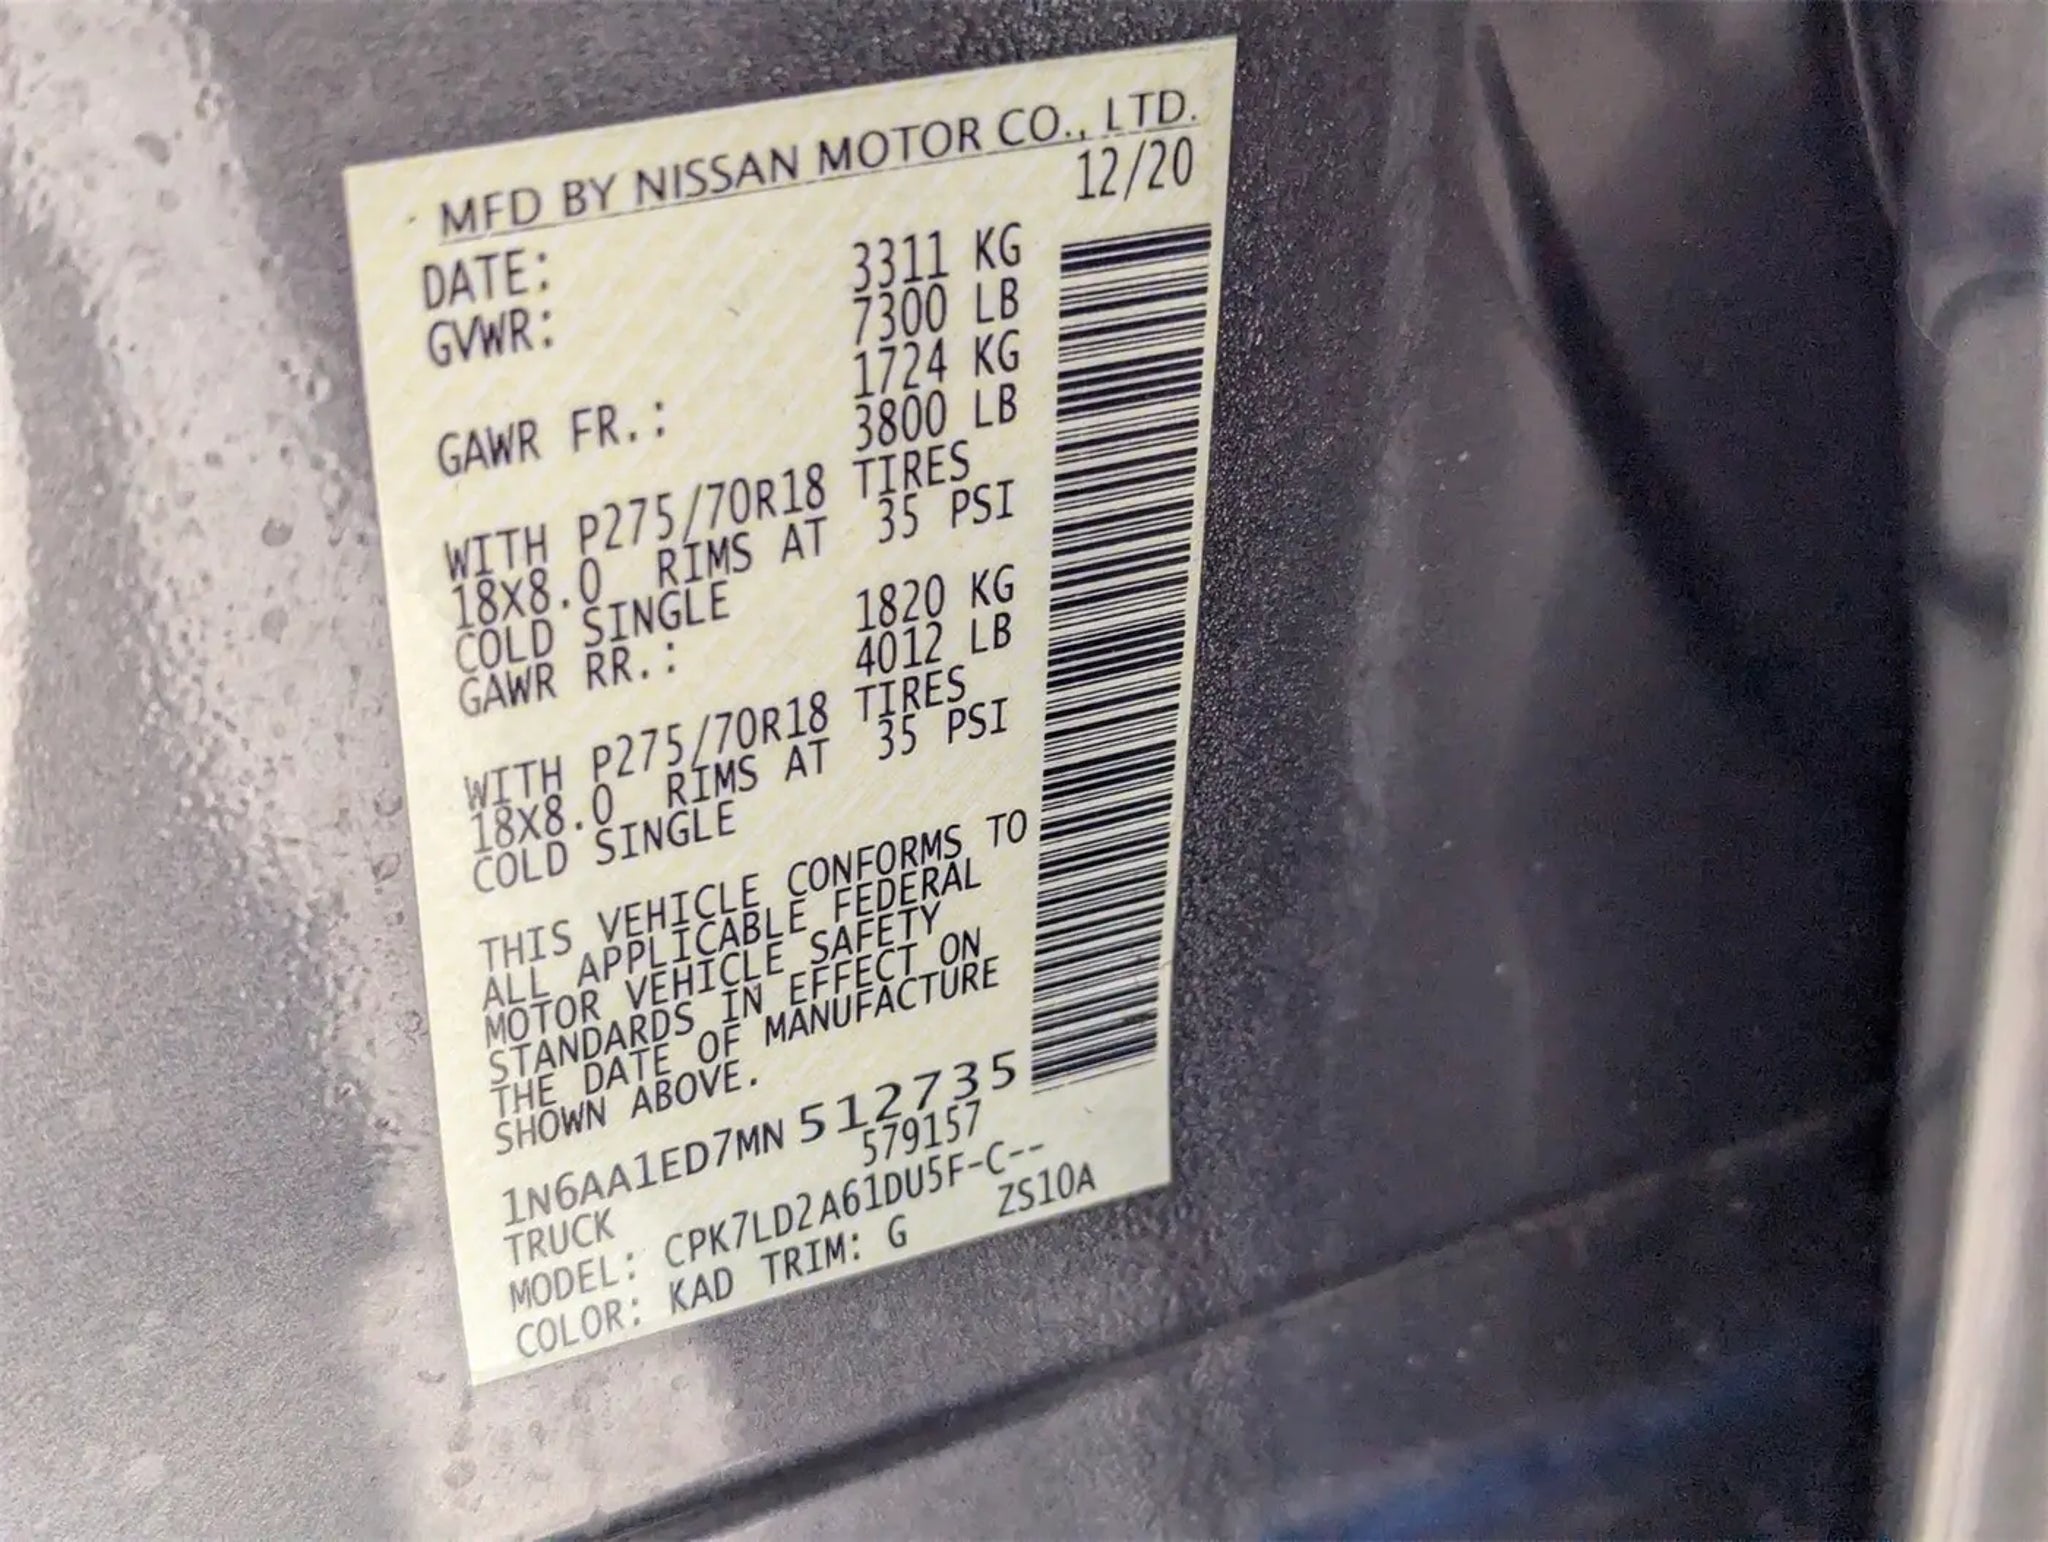 MFD BY NISSAN MOTOR CO., LTD.
DATE: 12/20
GVWR: 3311 KG
7300 LB
GAWR FR.: 1724 KG
3800 LB
WITH P275/70R18 TIRES
18X8.0 RIMS AT 35 PSI
COLD SINGLE
GAWR RR.: 1820 KG
4012 LB
WITH P275/70R18 TIRES
18X8.0 RIMS AT 35 PSI
COLD SINGLE
THIS VEHICLE CONFORMS TO
ALL APPLICABLE FEDERAL
MOTOR VEHICLE SAFETY
STANDARDS IN EFFECT ON
THE DATE OF MANUFACTURE
SHOWN ABOVE.
1N6AA1ED7MN512735
TRUCK 579157
MODEL: CPK7LD2A61DU5F-C--
COLOR: KAD TRIM: G ZS10A